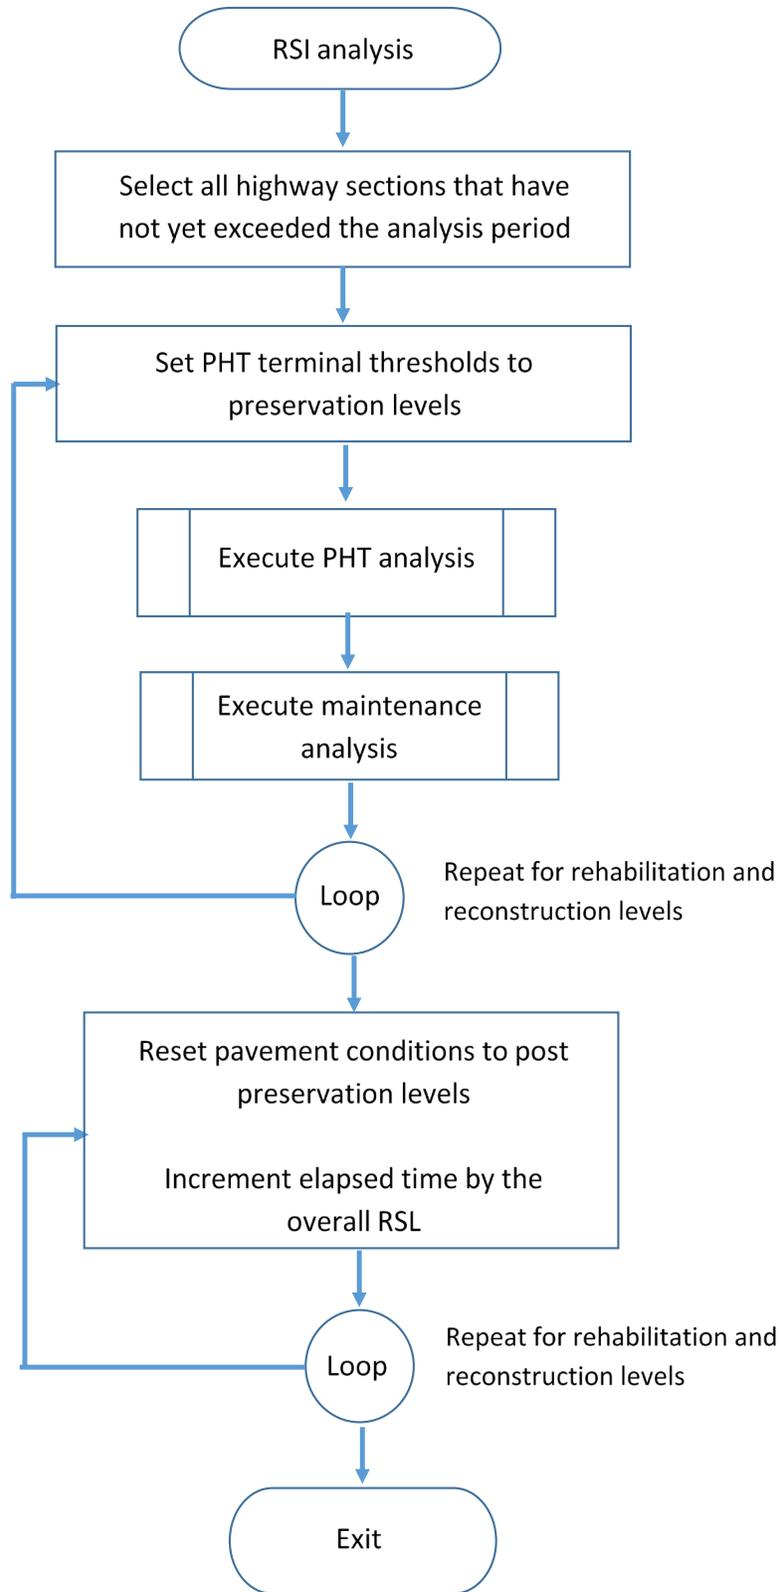 RSI analysis
Select all highway sections that have
not yet exceeded the analysis period
Set PHT terminal thresholds to
preservation levels
Execute PHT analysis
Execute maintenance
analysis
Loop
Repeat for rehabilitation and
reconstruction levels
Reset pavement conditions to post
preservation levels
Increment elapsed time by the
overall RSL
Loop
Repeat for rehabilitation and
reconstruction levels
Exit